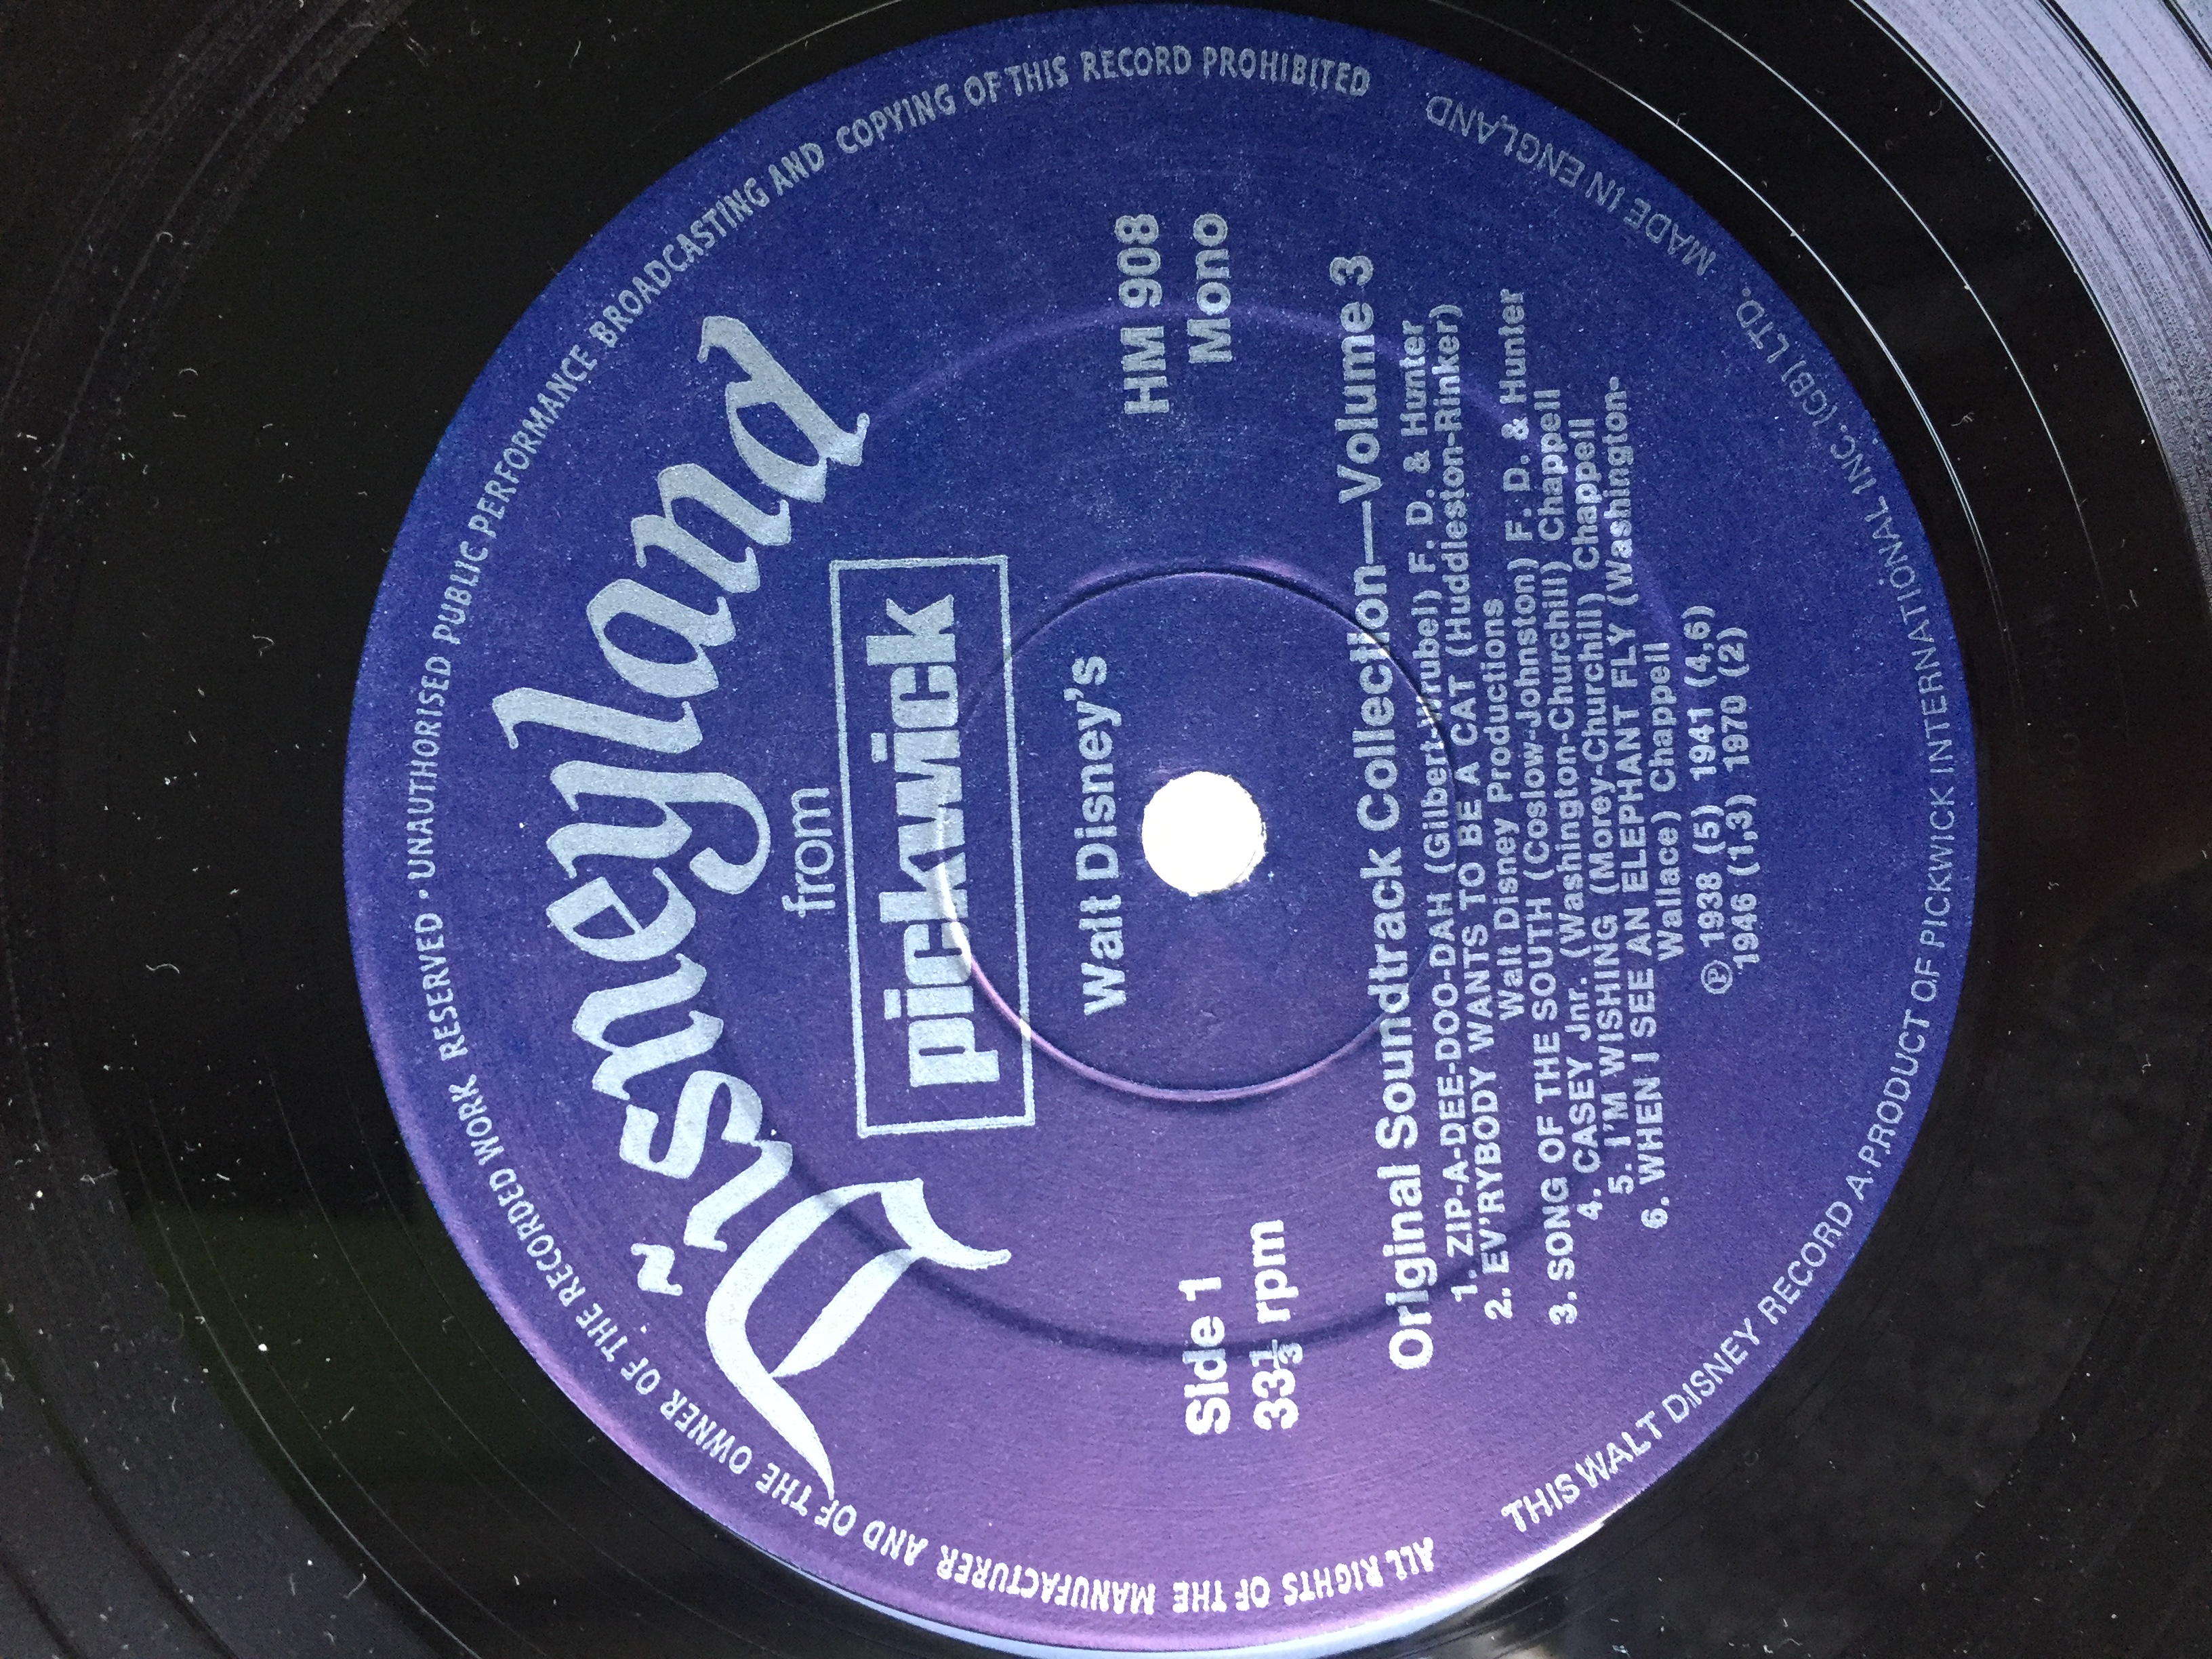 ALL RIGHTS OF THE MANUFACTURER AND OF THE OWNER OF THE RECORDED WORK RESERVED · UNAUTHORISED PUBLIC PERFORMANCE BROADCASTING AND COPYING OF THIS RECORD PROHIBITED
Disneyland
from
pickwick
Walt Disney's
HM 908
Mono
Side 1
33⅓ rpm
Original Soundtrack Collection—Volume 3
1. ZIP-A-DEE-DOO-DAH (Gilbert-Wrubel) F. D. & Hunter
2. EV'RYBODY WANTS TO BE A CAT (Huddleston-Rinker)
Walt Disney Productions
3. SONG OF THE SOUTH (Coslow-Johnston) F. D. & Hunter
4. CASEY Jnr. (Washington-Churchill) Chappell
5. I'M WISHING (Morey-Churchill) Chappell
6. WHEN I SEE AN ELEPHANT FLY (Washington-
Wallace) Chappell
℗ 1938 (5) 1941 (4,6)
1946 (1,3) 1970 (2)
THIS WALT DISNEY RECORD A PRODUCT OF PICKWICK INTERNATIONAL INC. (GB) LTD. MADE IN ENGLAND